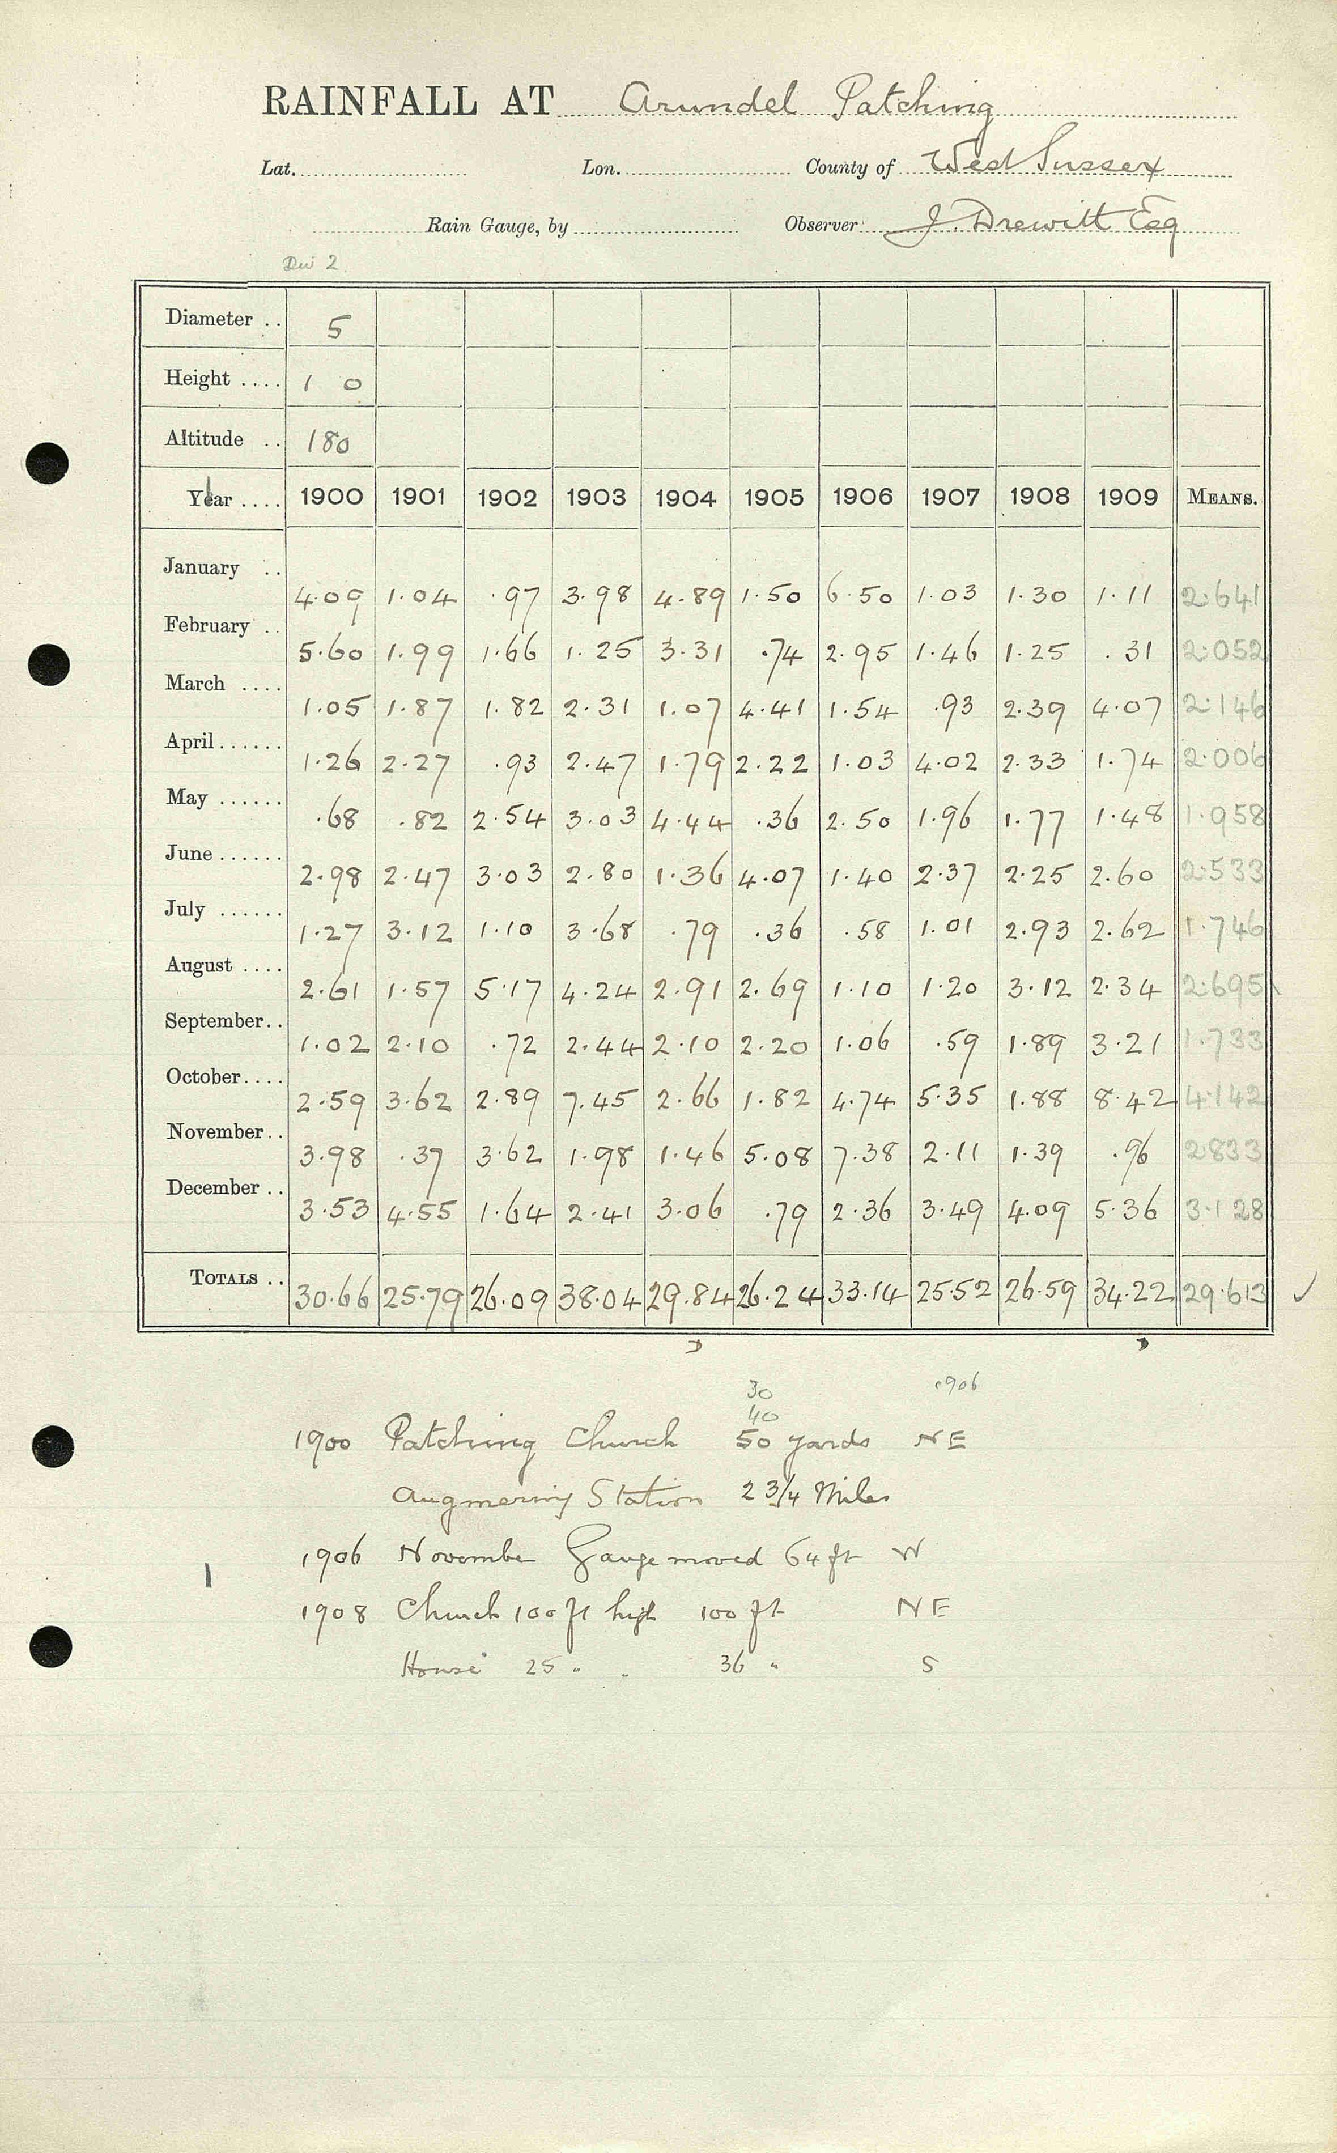 RAINFALL AT Arundel Patching
Lat. Lon. County of West Sussex
Rain Gauge, by Observer J. Drewitt Esq
Div 2
Diameter .. 5
Height .... 1 0
Altitude .. 180
Year .... 1900 1901 1902 1903 1904 1905 1906 1907 1908 1909 MEANS.
January .. 4.09 1.04 .97 3.98 4.89 1.50 6.50 1.03 1.30 1.11 2.641
February .. 5.60 1.99 1.66 1.25 3.31 .74 2.95 1.46 1.25 .31 2.052
March .... 1.05 1.87 1.82 2.31 1.07 4.41 1.54 .93 2.39 4.07 2.146
April...... 1.26 2.27 .93 2.47 1.79 2.22 1.03 4.02 2.33 1.74 2.006
May ...... .68 .82 2.54 3.03 4.44 .36 2.50 1.96 1.77 1.48 1.958
June ...... 2.98 2.47 3.03 2.80 1.36 4.07 1.40 2.37 2.25 2.60 2.533
July ...... 1.27 3.12 1.10 3.68 .79 .36 .58 1.01 2.93 2.62 1.746
August .... 2.61 1.57 5.17 4.24 2.91 2.69 1.10 1.20 3.12 2.34 2.695
September.. 1.02 2.10 .72 2.44 2.10 2.20 1.06 .59 1.89 3.21 1.733
October.... 2.59 3.62 2.89 7.45 2.66 1.82 4.74 5.35 1.88 8.42 4.142
November.. 3.98 .37 3.62 1.98 1.46 5.08 7.38 2.11 1.39 .96 2.833
December .. 3.53 4.55 1.64 2.41 3.06 .79 2.36 3.49 4.09 5.36 3.128
TOTALS .. 30.66 25.79 26.09 38.04 29.84 26.24 33.14 25.52 26.59 34.22 29.613 ✓
30 1906
40
1900 Patching Church 50 yards NE
Augmering Station 2 3/4 Miles
1906 November Gauge moved 64 ft W
1908 Church 100 ft high 100 ft NE
House 25 " " 36 " S